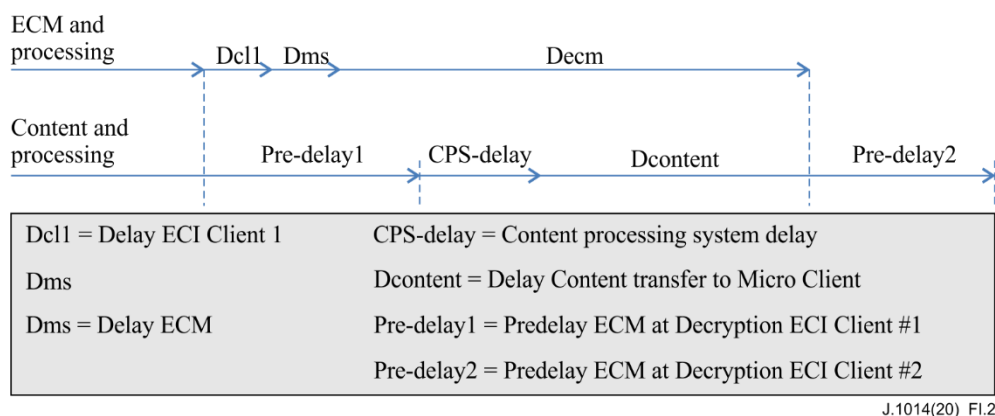 ECM and
processing
Dcl1 Dms Decm
Content and
processing
Pre-delay1 CPS-delay Dcontent Pre-delay2
Dcl1 = Delay ECI Client 1
Dms
Dms = Delay ECM
CPS-delay = Content processing system delay
Dcontent = Delay Content transfer to Micro Client
Pre-delay1 = Predelay ECM at Decryption ECI Client #1
Pre-delay2 = Predelay ECM at Decryption ECI Client #2
J.1014(20)_FI.2